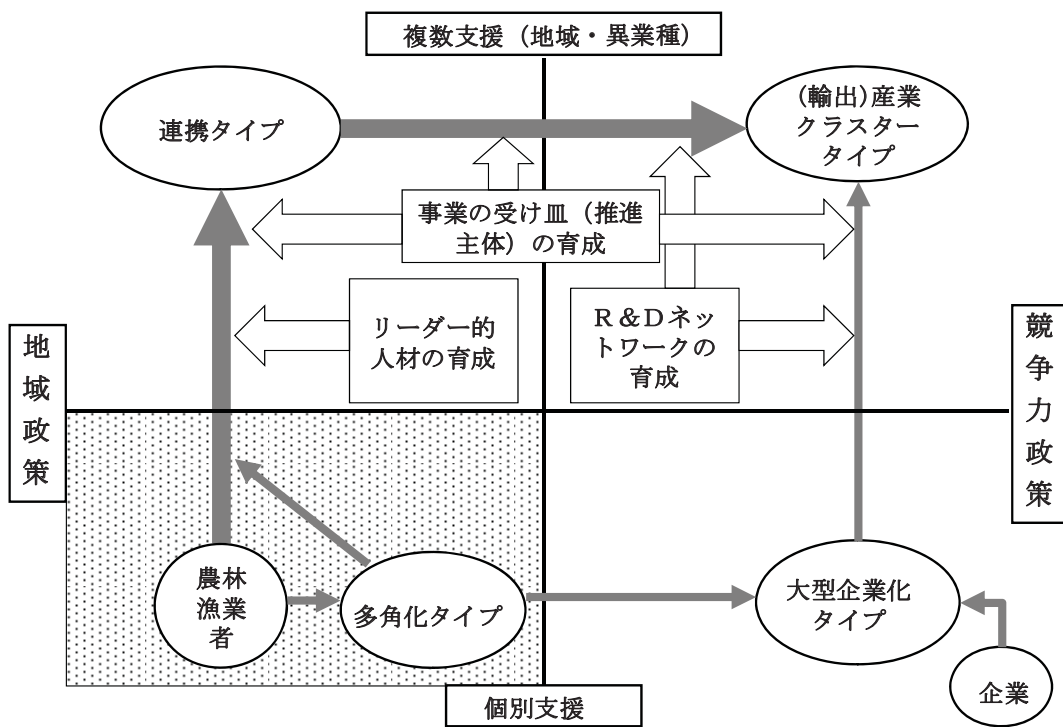 複数支援（地域・異業種）
連携タイプ
(輸出)産業
クラスター
タイプ
事業の受け皿（推進
主体）の育成
リーダー的
人材の育成
Ｒ＆Ｄネッ
トワークの
育成
地域政策
競争力政策
農林
漁業
者
多角化タイプ
大型企業化
タイプ
企業
個別支援